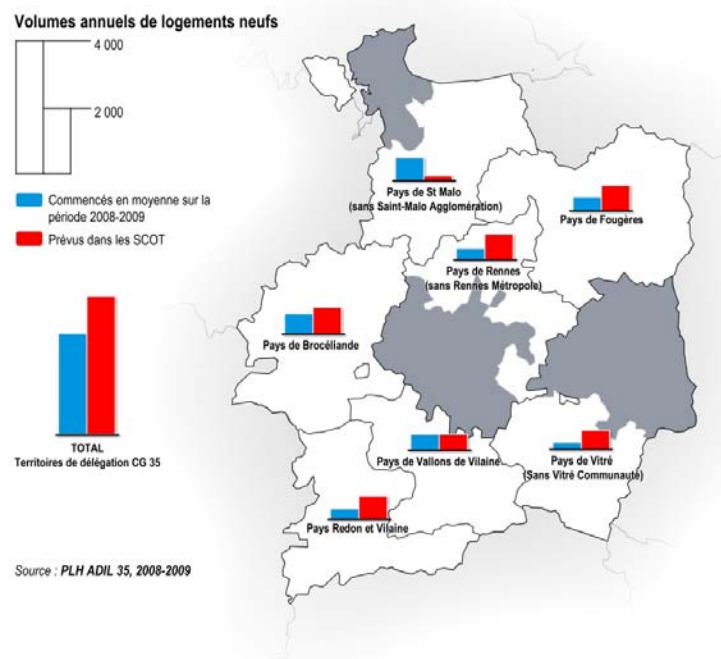 Volumes annuels de logements neufs
4 000
2 000
Commencés en moyenne sur la
période 2008-2009
Prévus dans les SCOT
Pays de St Malo
(sans Saint-Malo Agglomération)
Pays de Fougères
Pays de Rennes
(sans Rennes Métropole)
Pays de Brocéliande
TOTAL
Territoires de délégation CG 35
Pays de Vallons de Vilaine
Pays de Vitré
(Sans Vitré Communauté)
Pays Redon et Vilaine
Source : PLH ADIL 35, 2008-2009